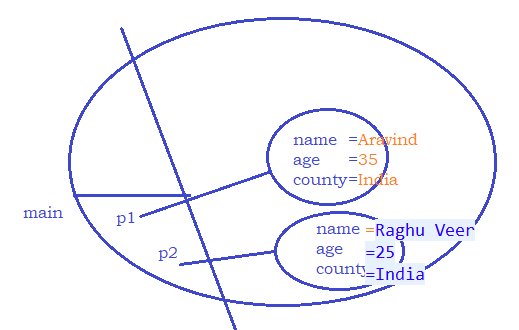 name =Aravind
age =35
county=India
main
p1
p2
name =Raghu Veer
age =25
county=India